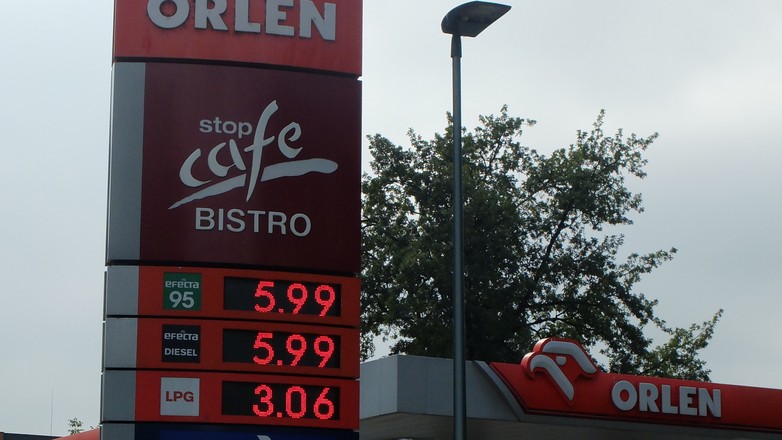 ORLEN
stop
cafe
BISTRO
EFECTA
95
5.99
EFECTA
DIESEL
5.99
LPG
3.06
ORLEN